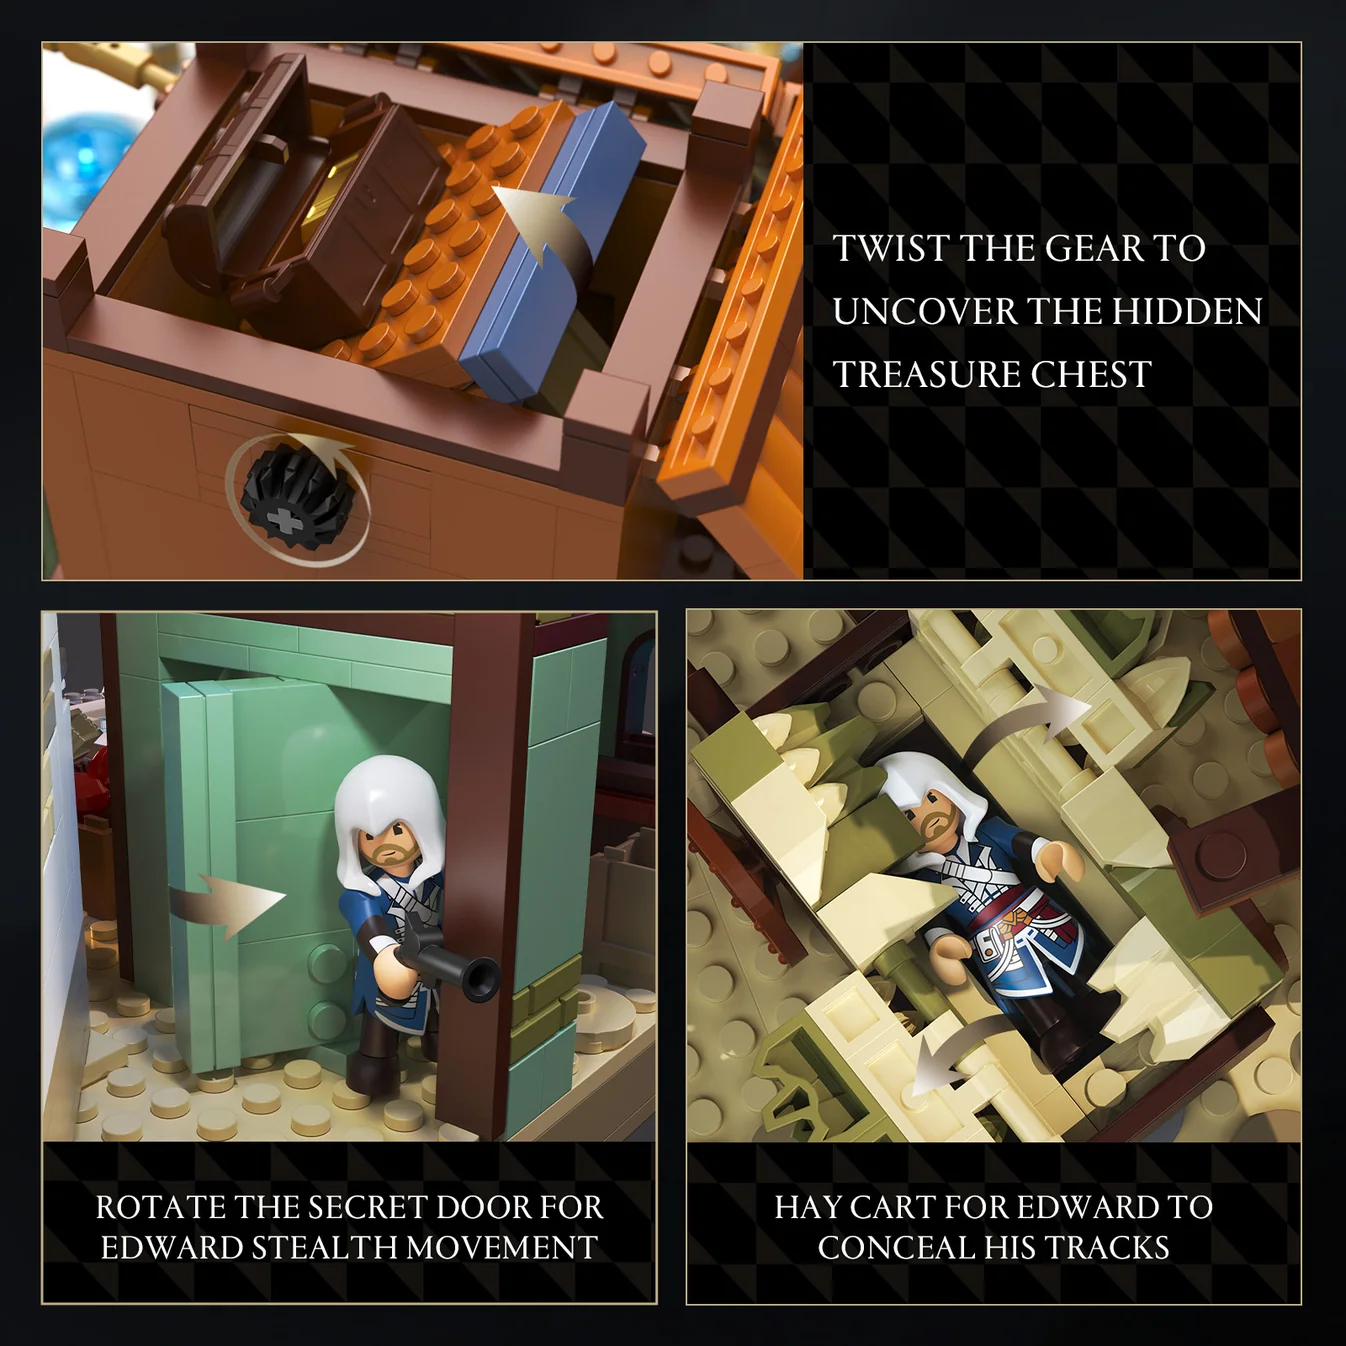 TWIST THE GEAR TO
UNCOVER THE HIDDEN
TREASURE CHEST
ROTATE THE SECRET DOOR FOR
EDWARD STEALTH MOVEMENT
HAY CART FOR EDWARD TO
CONCEAL HIS TRACKS